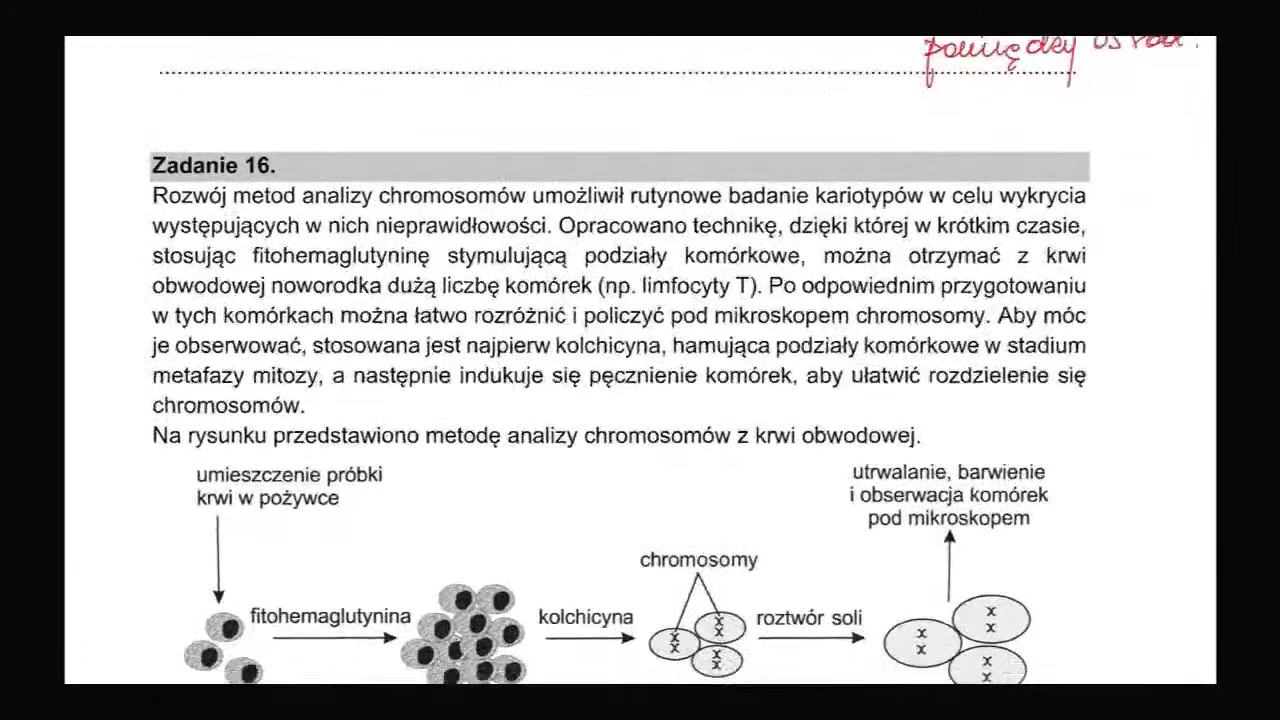 pomiędzy
Zadanie 16.
Rozwój metod analizy chromosomów umożliwił rutynowe badanie kariotypów w celu wykrycia
występujących w nich nieprawidłowości. Opracowano technikę, dzięki której w krótkim czasie,
stosując fitohemaglutyninę stymulującą podziały komórkowe, można otrzymać z krwi
obwodowej noworodka dużą liczbę komórek (np. limfocyty T). Po odpowiednim przygotowaniu
w tych komórkach można łatwo rozróżnić i policzyć pod mikroskopem chromosomy. Aby móc
je obserwować, stosowana jest najpierw kolchicyna, hamująca podziały komórkowe w stadium
metafazy mitozy, a następnie indukuje się pęcznienie komórek, aby ułatwić rozdzielenie się
chromosomów.
Na rysunku przedstawiono metodę analizy chromosomów z krwi obwodowej.
umieszczenie próbki
krwi w pożywce
utrwalanie, barwienie
i obserwacja komórek
pod mikroskopem
chromosomy
fitohemaglutynina
kolchicyna
roztwór soli